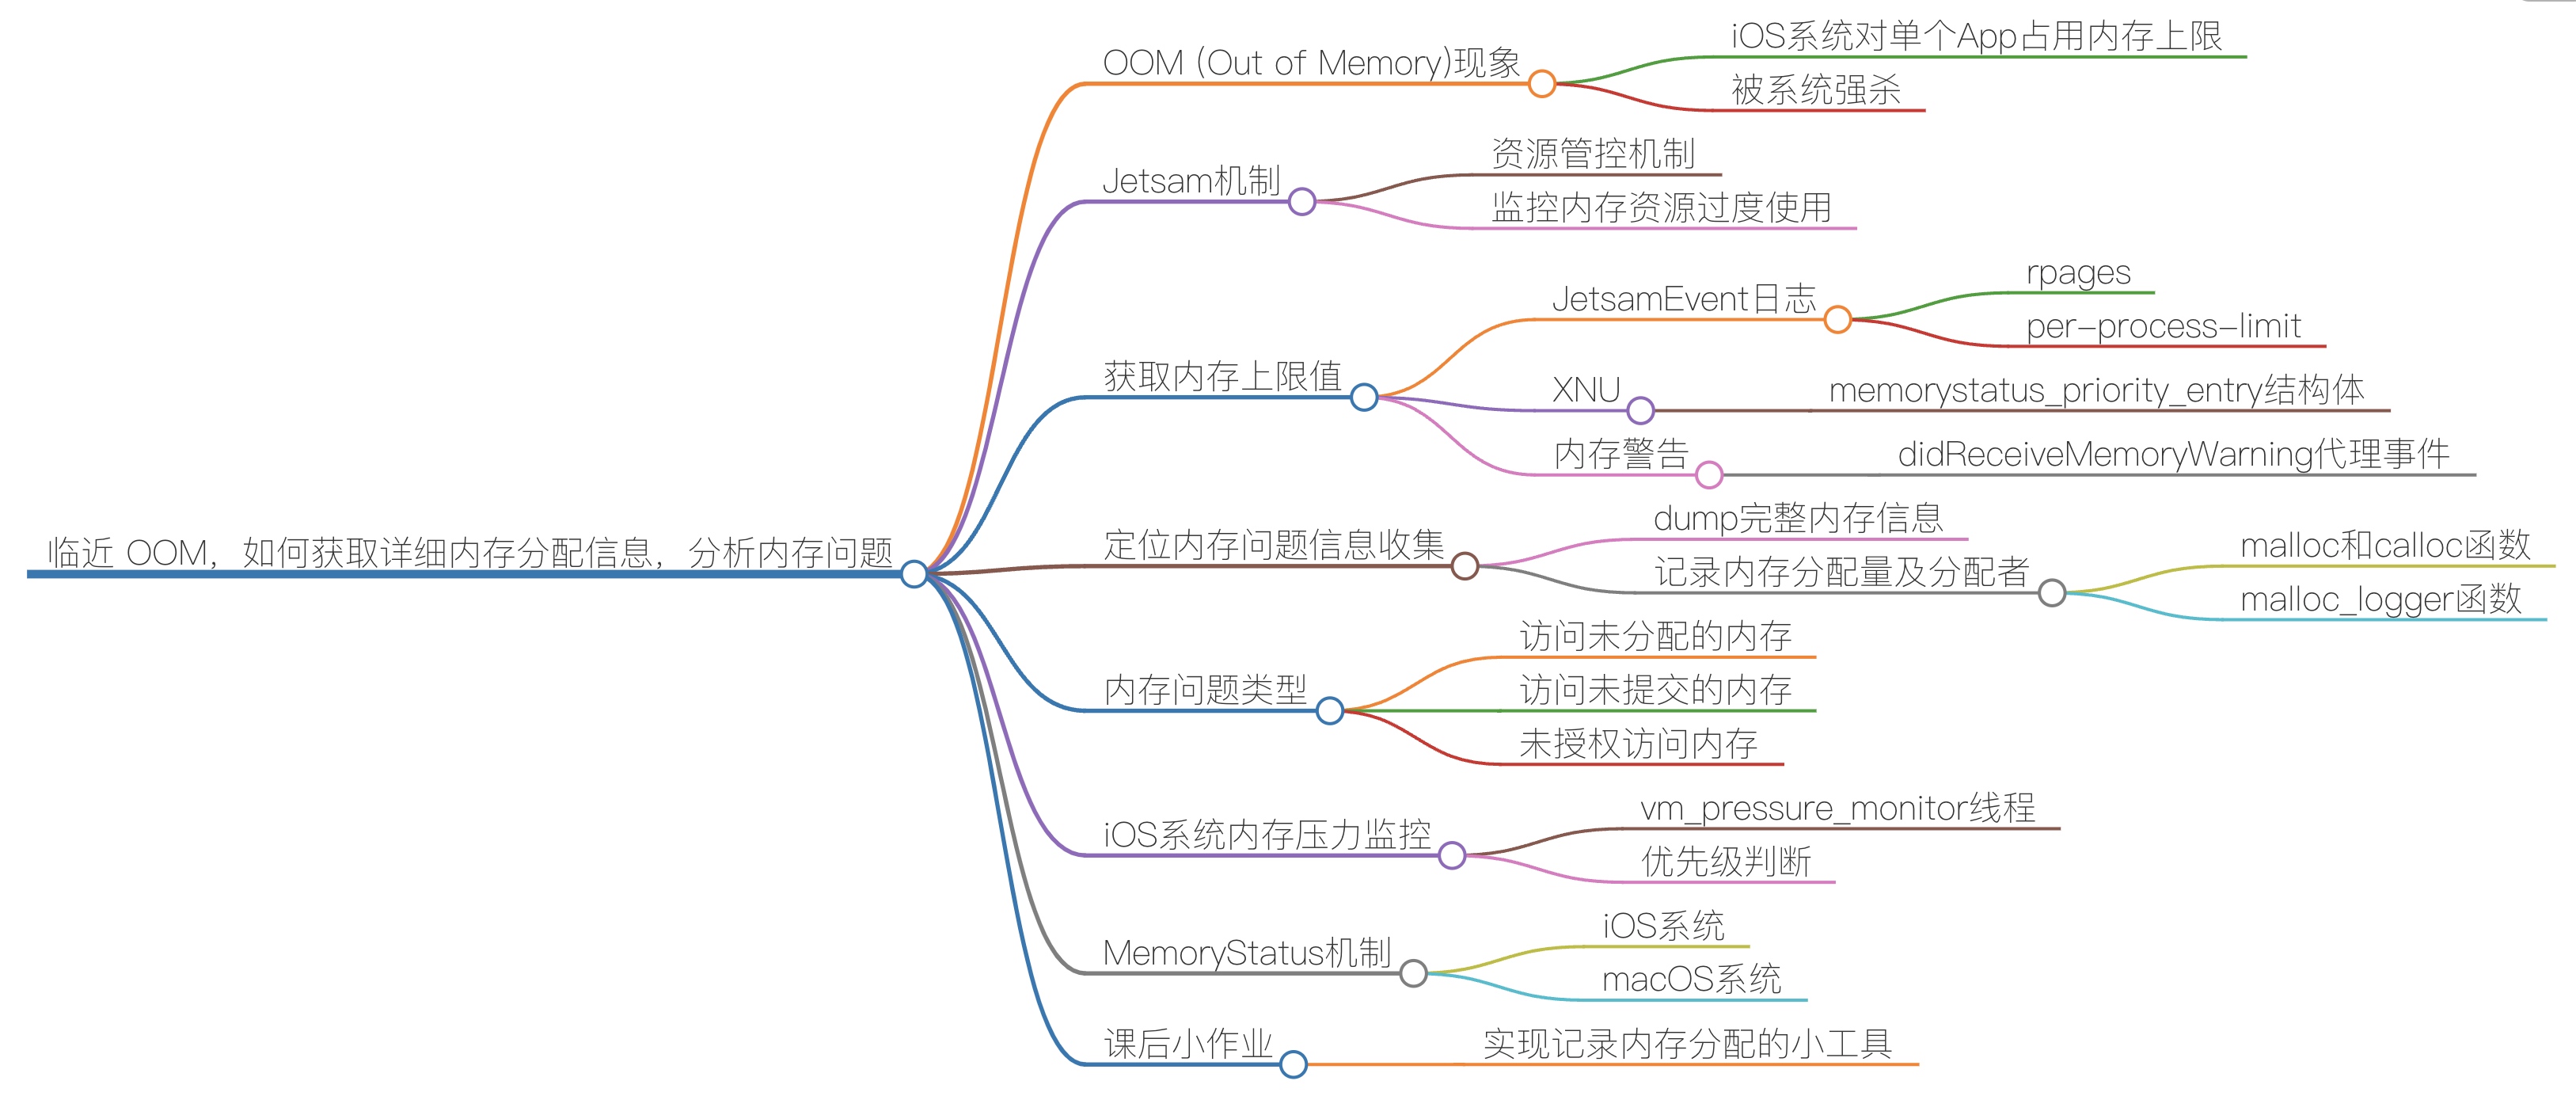 临近 OOM，如何获取详细内存分配信息，分析内存问题
OOM (Out of Memory)现象
iOS系统对单个App占用内存上限
被系统强杀
Jetsam机制
资源管控机制
监控内存资源过度使用
获取内存上限值
JetsamEvent日志
rpages
per-process-limit
XNU
memorystatus_priority_entry结构体
内存警告
didReceiveMemoryWarning代理事件
定位内存问题信息收集
dump完整内存信息
记录内存分配量及分配者
malloc和calloc函数
malloc_logger函数
内存问题类型
访问未分配的内存
访问未提交的内存
未授权访问内存
iOS系统内存压力监控
vm_pressure_monitor线程
优先级判断
MemoryStatus机制
iOS系统
macOS系统
课后小作业
实现记录内存分配的小工具